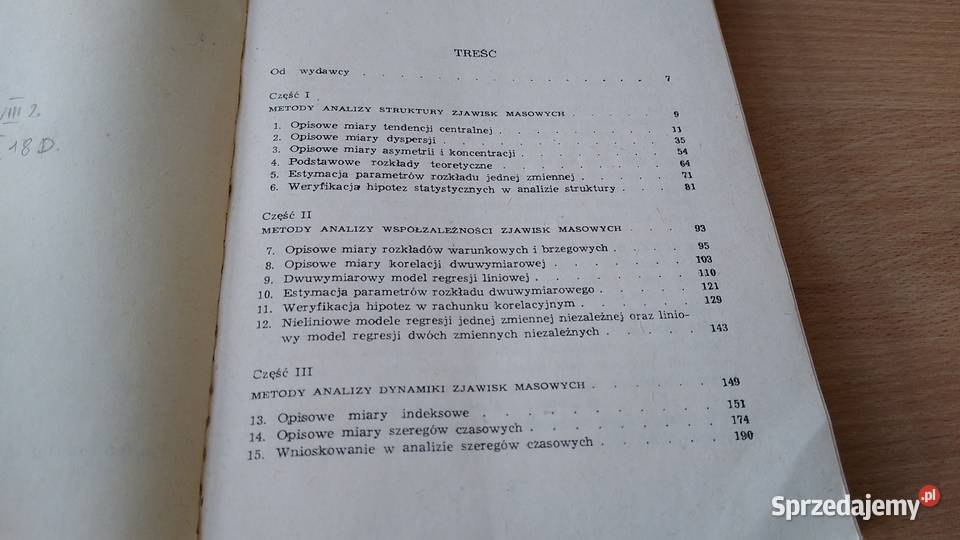 VIII 2.
18 D.
TREŚĆ
Od wydawcy . . . . . . . . . . . . . . . . 7
Część I
METODY ANALIZY STRUKTURY ZJAWISK MASOWYCH . . . . . 9
1. Opisowe miary tendencji centralnej . . . . . . . . . 11
2. Opisowe miary dyspersji . . . . . . . . . . . . 35
3. Opisowe miary asymetrii i koncentracji . . . . . . . . 54
4. Podstawowe rozkłady teoretyczne . . . . . . . . . 64
5. Estymacja parametrów rozkładu jednej zmiennej . . . . . 71
6. Weryfikacja hipotez statystycznych w analizie struktury . . . 81
Część II
METODY ANALIZY WSPÓŁZALEŻNOŚCI ZJAWISK MASOWYCH . . . 93
7. Opisowe miary rozkładów warunkowych i brzegowych . . . . 95
8. Opisowe miary korelacji dwuwymiarowej . . . . . . . 103
9. Dwuwymiarowy model regresji liniowej . . . . . . . . 110
10. Estymacja parametrów rozkładu dwuwymiarowego . . . . . 121
11. Weryfikacja hipotez w rachunku korelacyjnym . . . . . . 129
12. Nieliniowe modele regresji jednej zmiennej niezależnej oraz linio-
wy model regresji dwóch zmiennych niezależnych . . . . . 143
Część III
METODY ANALIZY DYNAMIKI ZJAWISK MASOWYCH . . . . . . 149
13. Opisowe miary indeksowe . . . . . . . . . . . 151
14. Opisowe miary szeregów czasowych . . . . . . . . . 174
15. Wnioskowanie w analizie szeregów czasowych . . . . . . 190
Sprzedajemy.pl